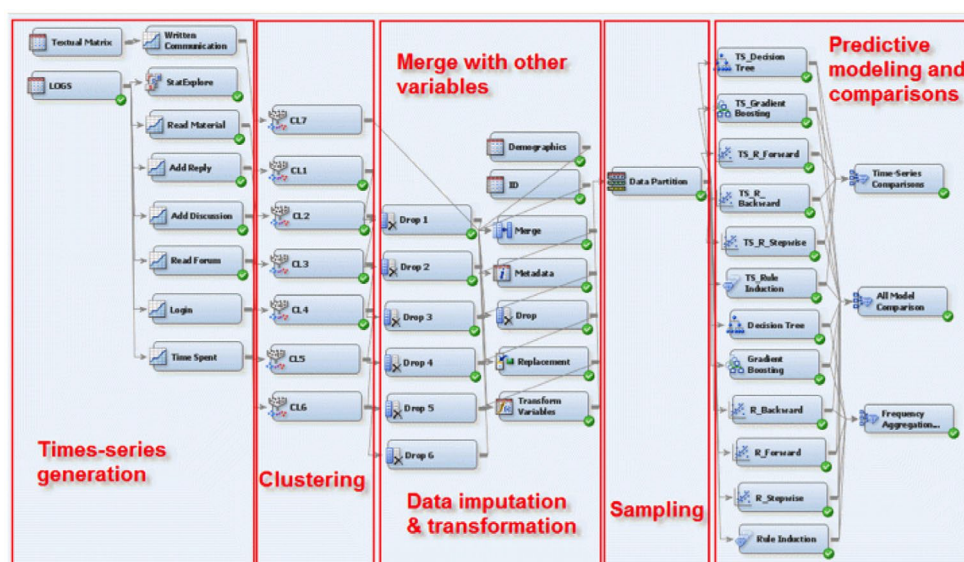 Textual Matrix
Written
Communication
LOGS
StatExplore
Read Material
Add Reply
Add Discussion
Read Forum
Login
Time Spent
Times-series
generation
CL7
CL1
CL2
CL3
CL4
CL5
CL6
Clustering
Merge with other
variables
Demographics
ID
Drop 1
Merge
Drop 2
Metadada
Drop 3
Drop
Drop 4
Replacement
Drop 5
Transform
Variables
Drop 6
Data imputation
& transformation
Data Partition
Sampling
Predictive
modeling and
comparisons
TS_Decision
Tree
TS_Gradient
Boosting
TS_R_Forward
TS_R_
Backward
TS_R_Stepwise
TS_Rule
Induction
Decision Tree
Gradient
Boosting
R_Backward
R_Forward
R_Stepwise
Rule Induction
Time-Series
Comparisons
All Model
Comparison
Frequency
Aggregation...